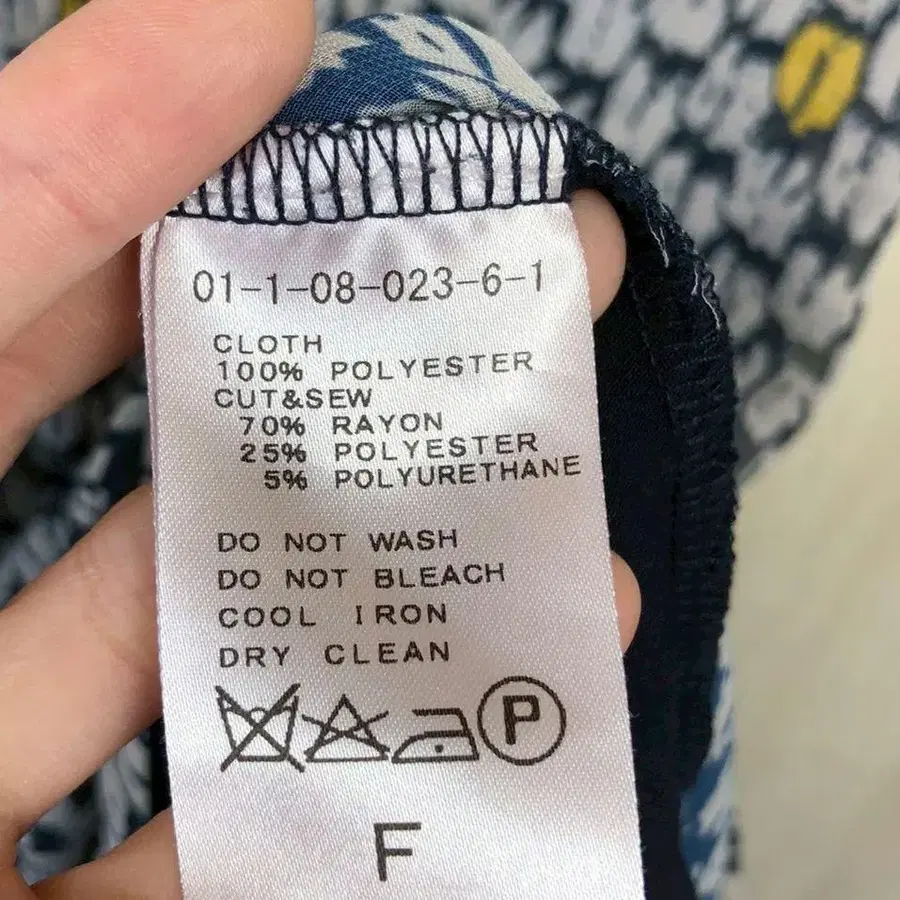 01-1-08-023-6-1
CLOTH
100% POLYESTER
CUT&SEW
70% RAYON
25% POLYESTER
5% POLYURETHANE
DO NOT WASH
DO NOT BLEACH
COOL IRON
DRY CLEAN
P
F